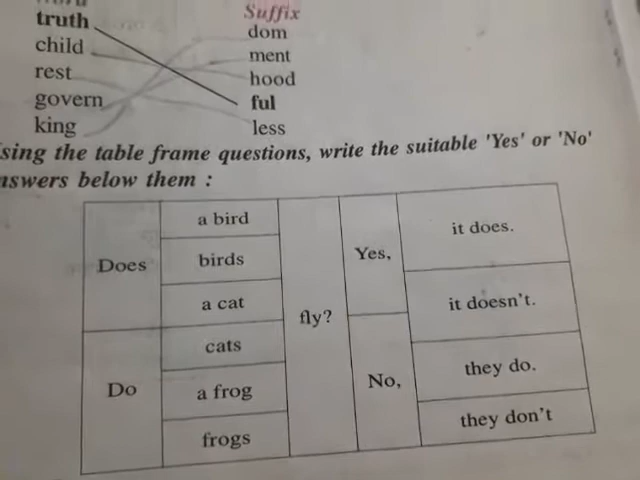 Suffix
truth dom
child ment
rest hood
govern ful
king less
sing the table frame questions, write the suitable 'Yes' or 'No'
nswers below them :
Does
a bird
birds
a cat
Do
cats
a frog
frogs
fly?
Yes,
No,
it does.
it doesn't.
they do.
they don't